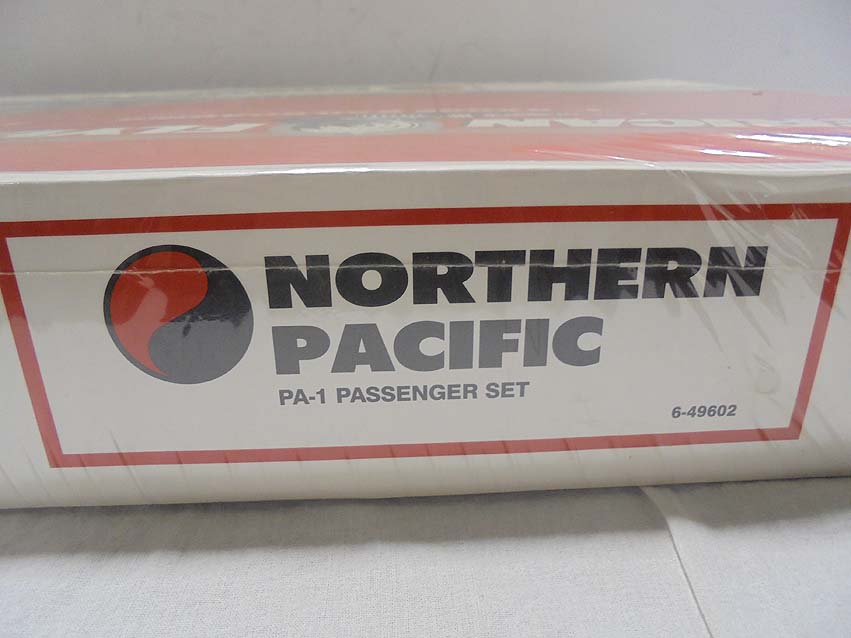 NORTHERN
PACIFIC
PA-1 PASSENGER SET
6-49602